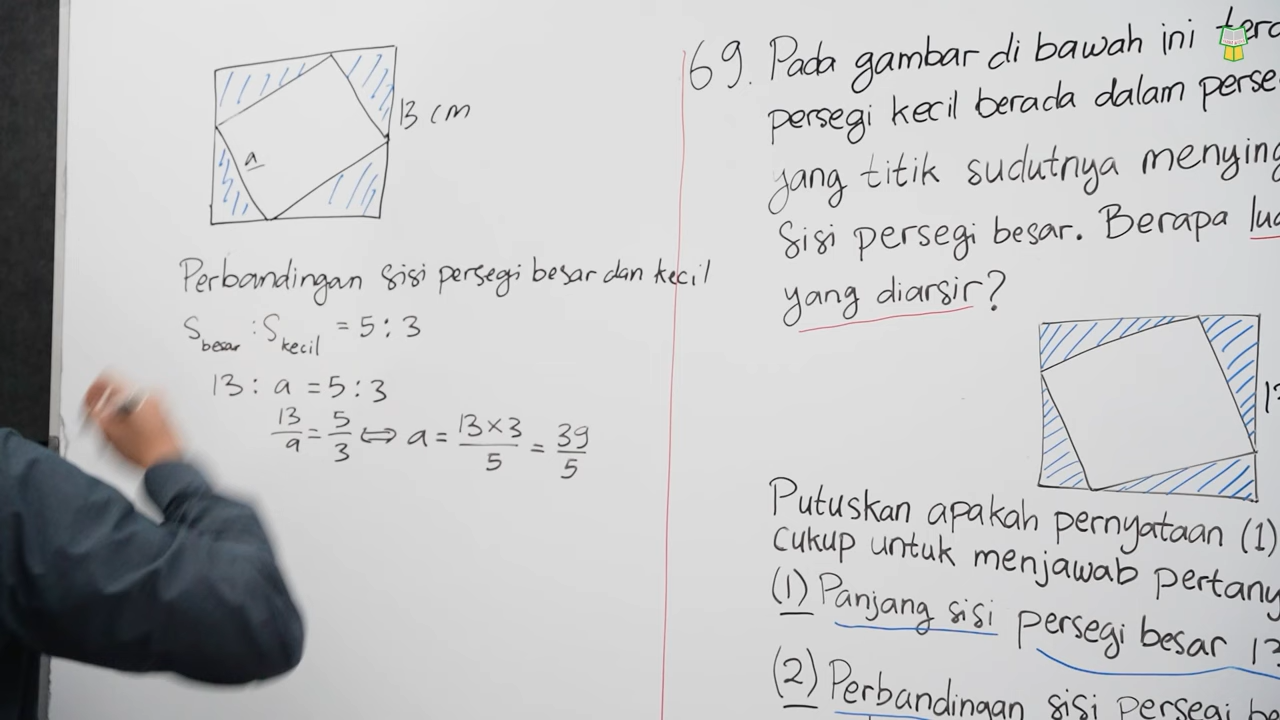 13 cm
a
Perbandingan sisi persegi besar dan kecil
S besar : S kecil = 5 : 3
13 : a = 5 : 3
13/a = 5/3 ⇔ a = 13 × 3 / 5 = 39/5
69. Pada gambar di bawah ini
persegi kecil berada dalam
yang titik sudutnya
sisi persegi besar. Berapa
yang diarsir?
Putuskan apakah pernyataan (1)
cukup untuk menjawab
(1) Panjang sisi persegi besar
(2) Perbandingan sisi persegi